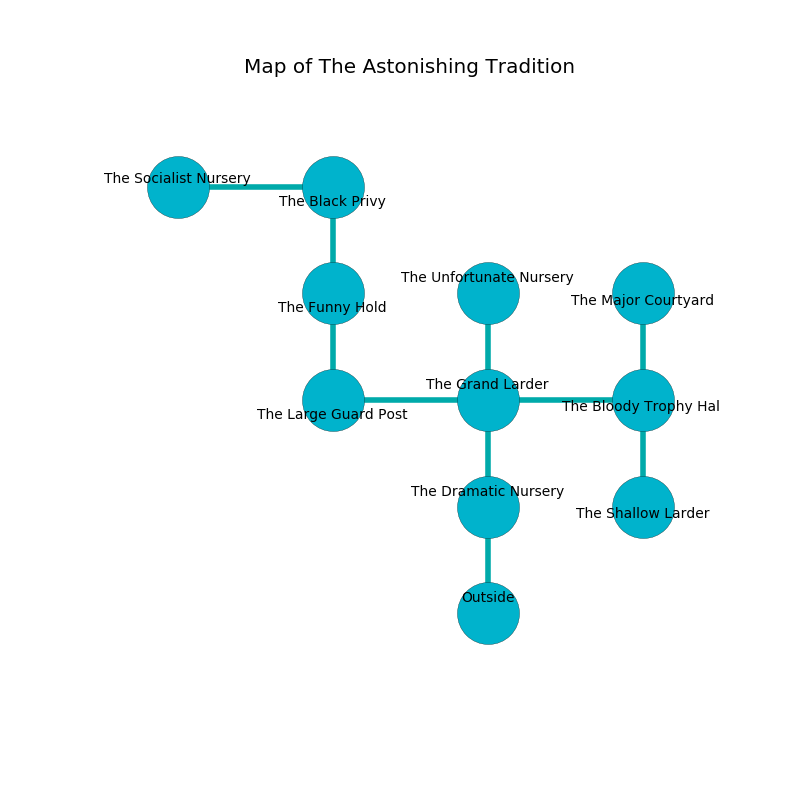 Map of The Astonishing Tradition
The Socialist Nursery
The Black Privy
The Unfortunate Nursery
The Funny Hold
The Major Courtyard
The Grand Larder
The Large Guard Post
The Bloody Trophy Hal
The Dramatic Nursery
The Shallow Larder
Outside